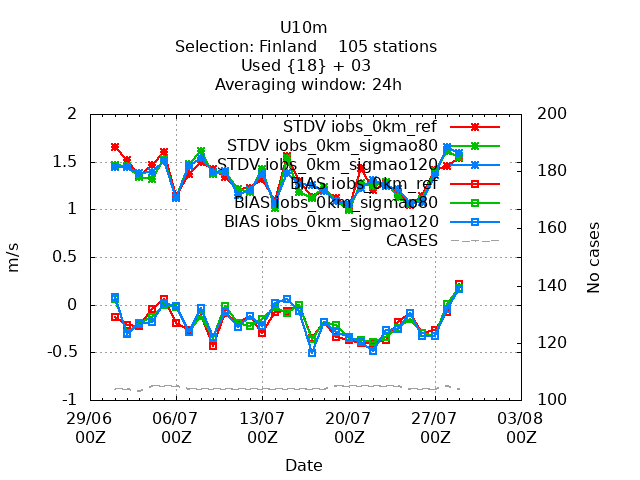 U10m
Selection: Finland    105 stations
Used {18} + 03
Averaging window: 24h
m/s
2
1.5
1
0.5
0
-0.5
-1
STDV iobs_0km_ref
STDV iobs_0km_sigmao80
STDV iobs_0km_sigmao120
BIAS iobs_0km_ref
BIAS iobs_0km_sigmao80
BIAS iobs_0km_sigmao120
CASES
200
180
160
140
120
100
No cases
29/06 06/07 13/07 20/07 27/07 03/08
00Z 00Z 00Z 00Z 00Z 00Z
Date